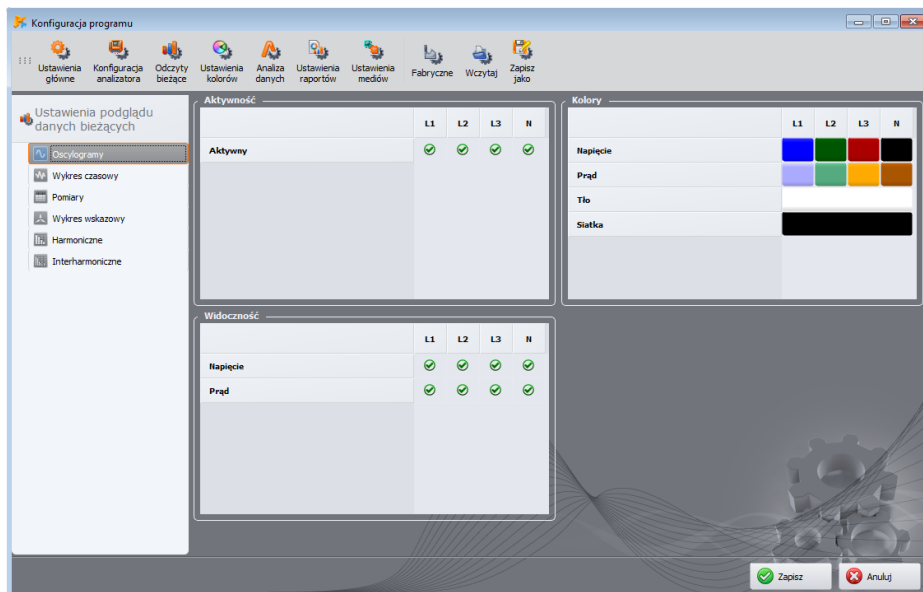 Konfiguracja programu
Ustawienia główne
Konfiguracja analizatora
Odczyty bieżące
Ustawienia kolorów
Analiza danych
Ustawienia raportów
Ustawienia mediów
Fabryczne
Wczytaj
Zapisz jako
Ustawienia podglądu
danych bieżących
Oscylogramy
Wykres czasowy
Pomiary
Wykres wskazowy
Harmoniczne
Interharmoniczne
Aktywność
L1 L2 L3 N
Aktywny
Kolory
L1 L2 L3 N
Napięcie
Prąd
Tło
Siatka
Widoczność
L1 L2 L3 N
Napięcie
Prąd
Zapisz
Anuluj